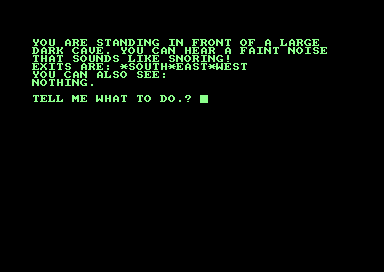 YOU ARE STANDING IN FRONT OF A LARGE
DARK CAVE. YOU CAN HEAR A FAINT NOISE
THAT SOUNDS LIKE SNORING!
EXITS ARE: *SOUTH*EAST*WEST
YOU CAN ALSO SEE:
NOTHING.
TELL ME WHAT TO DO.?